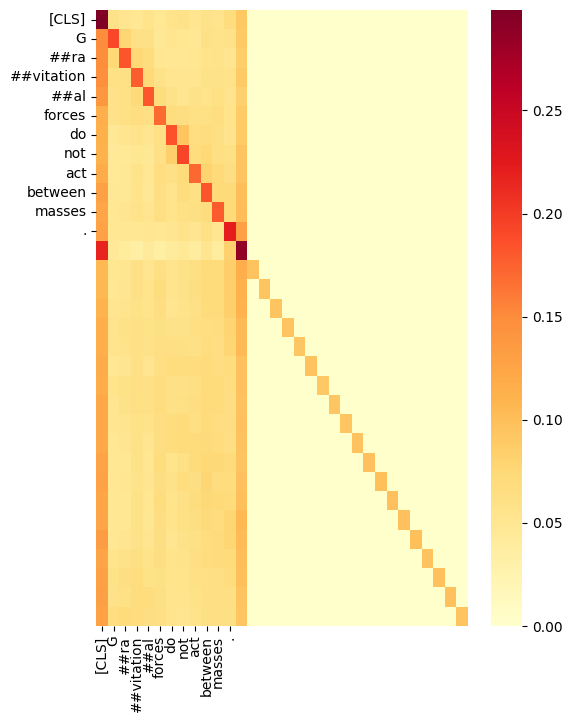 [CLS]
G
##ra
##vitation
##al
forces
do
not
act
between
masses
.
0.25
0.20
0.15
0.10
0.05
0.00
[CLS]
G
##ra
##vitation
##al
forces
do
not
act
between
masses
.